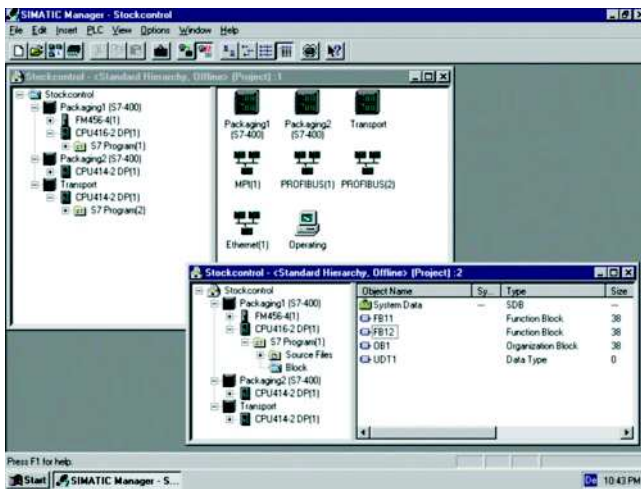 SIMATIC Manager - Stockcontrol
File Edit Insert PLC View Options Window Help
Stockcontrol - <Standard Hierarchy, Offline> (Project) :1
Stockcontrol
Packaging1 (S7-400)
FM456-4(1)
CPU416-2 DP(1)
S7 Program(1)
Packaging2 (S7-400)
CPU414-2 DP(1)
Transport
CPU414-2 DP(1)
S7 Program(2)
Packaging1 (S7-400)
Packaging2 (S7-400)
Transport
MPI(1)
PROFIBUS(1)
PROFIBUS(2)
Ethernet(1)
Operating
Stockcontrol - <Standard Hierarchy, Offline> (Project) :2
Stockcontrol
Packaging1 (S7-400)
FM456-4(1)
CPU416-2 DP(1)
S7 Program(1)
Source Files
Block
Packaging2 (S7-400)
CPU414-2 DP(1)
Transport
CPU414-2 DP(1)
Object Name Sy... Type Size
System Data --- SDB ---
FB11 Function Block 38
FB12 Function Block 38
OB1 Organization Block 38
UDT1 Data Type 0
Press F1 for help.
Start SIMATIC Manager - S... De 10:43 PM